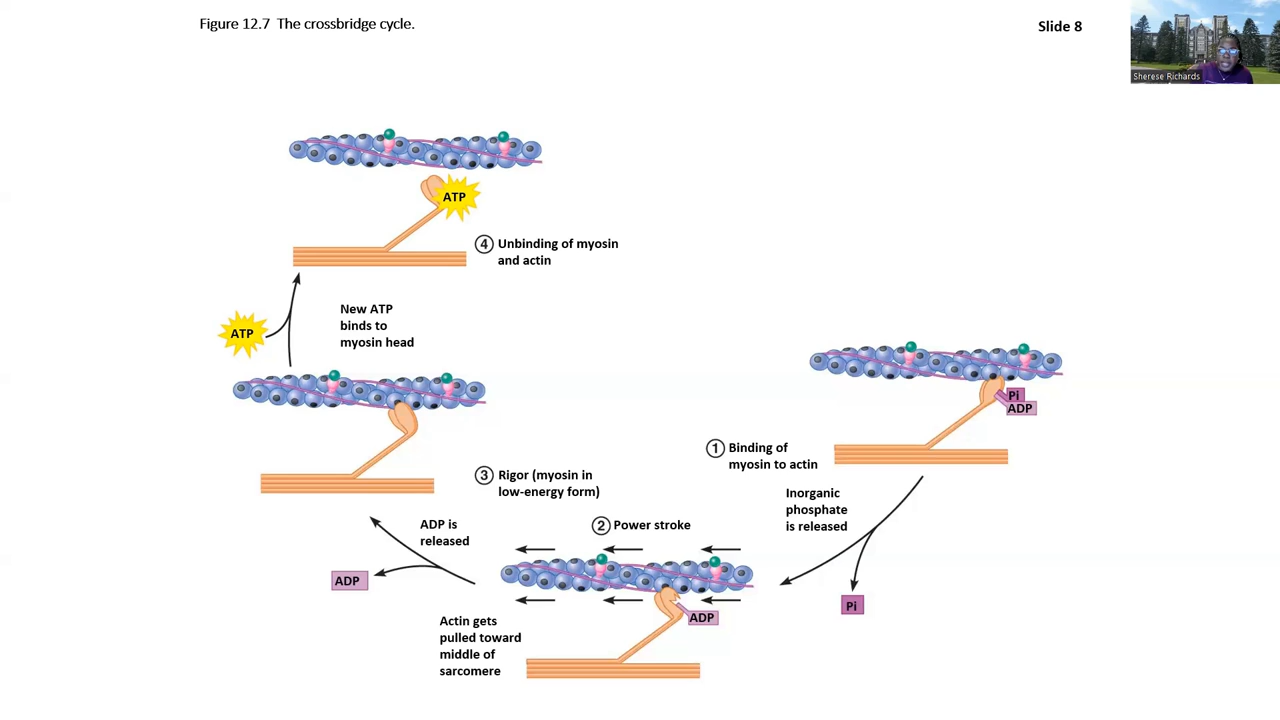 Figure 12.7 The crossbridge cycle.
Slide 8
Sherese Richards
ATP
④ Unbinding of myosin
and actin
ATP
New ATP
binds to
myosin head
Pi
ADP
① Binding of
myosin to actin
③ Rigor (myosin in
low-energy form)
Inorganic
phosphate
is released
② Power stroke
ADP is
released
ADP
Pi
ADP
Actin gets
pulled toward
middle of
sarcomere